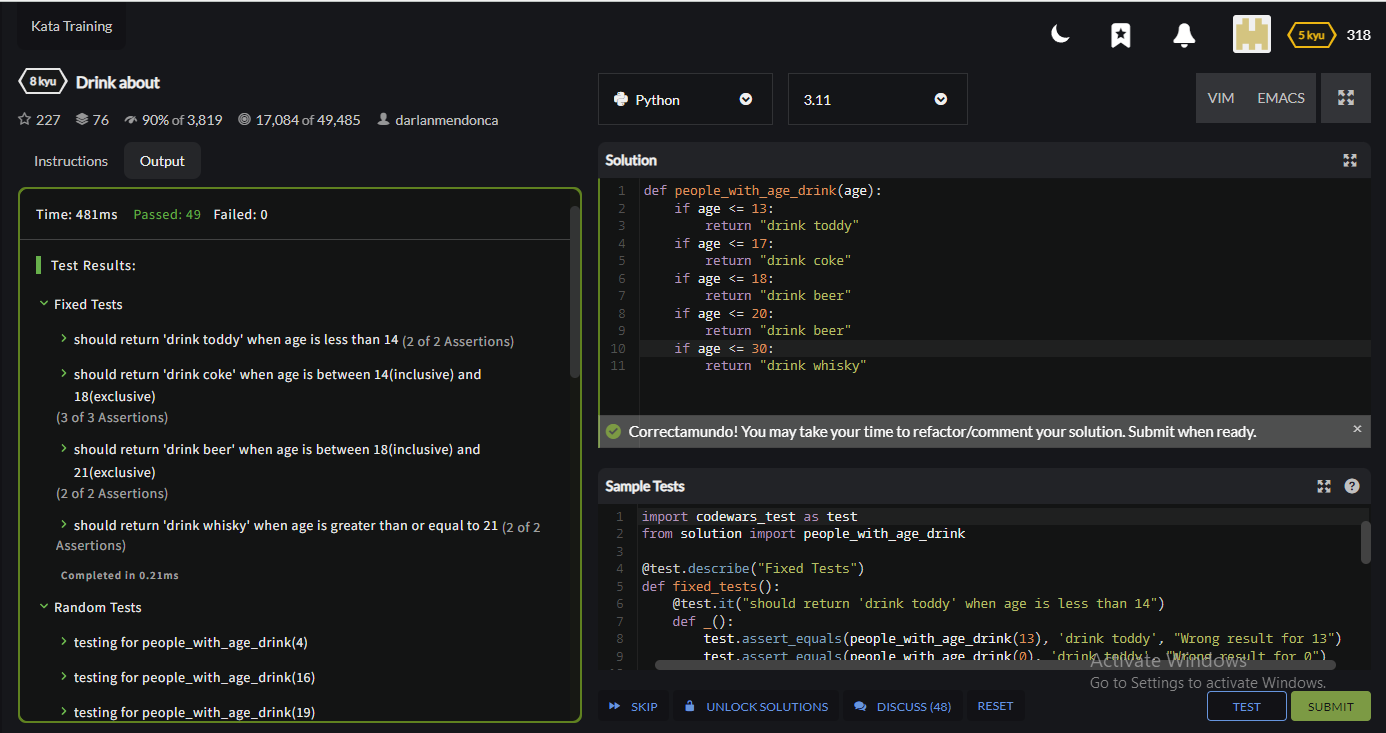 Kata Training
5 kyu 318
8 kyu Drink about
227 76 90% of 3,819 17,084 of 49,485 darlanmendonca
Python 3.11 VIM EMACS
Instructions Output
Time: 481ms Passed: 49 Failed: 0
Test Results:
Fixed Tests
should return 'drink toddy' when age is less than 14 (2 of 2 Assertions)
should return 'drink coke' when age is between 14(inclusive) and
18(exclusive)
(3 of 3 Assertions)
should return 'drink beer' when age is between 18(inclusive) and
21(exclusive)
(2 of 2 Assertions)
should return 'drink whisky' when age is greater than or equal to 21 (2 of 2
Assertions)
Completed in 0.21ms
Random Tests
testing for people_with_age_drink(4)
testing for people_with_age_drink(16)
testing for people_with_age_drink(19)
Solution
1 def people_with_age_drink(age):
2 if age <= 13:
3 return "drink toddy"
4 if age <= 17:
5 return "drink coke"
6 if age <= 18:
7 return "drink beer"
8 if age <= 20:
9 return "drink beer"
10 if age <= 30:
11 return "drink whisky"
Correctamundo! You may take your time to refactor/comment your solution. Submit when ready. ×
Sample Tests ?
1 import codewars_test as test
2 from solution import people_with_age_drink
3
4 @test.describe("Fixed Tests")
5 def fixed_tests():
6 @test.it("should return 'drink toddy' when age is less than 14")
7 def _():
8 test.assert_equals(people_with_age_drink(13), 'drink toddy', "Wrong result for 13")
9 test.assert_equals(people_with_age_drink(0), 'drink toddy', "Wrong result for 0")
Activate Windows
Go to Settings to activate Windows.
SKIP UNLOCK SOLUTIONS DISCUSS (48) RESET TEST SUBMIT